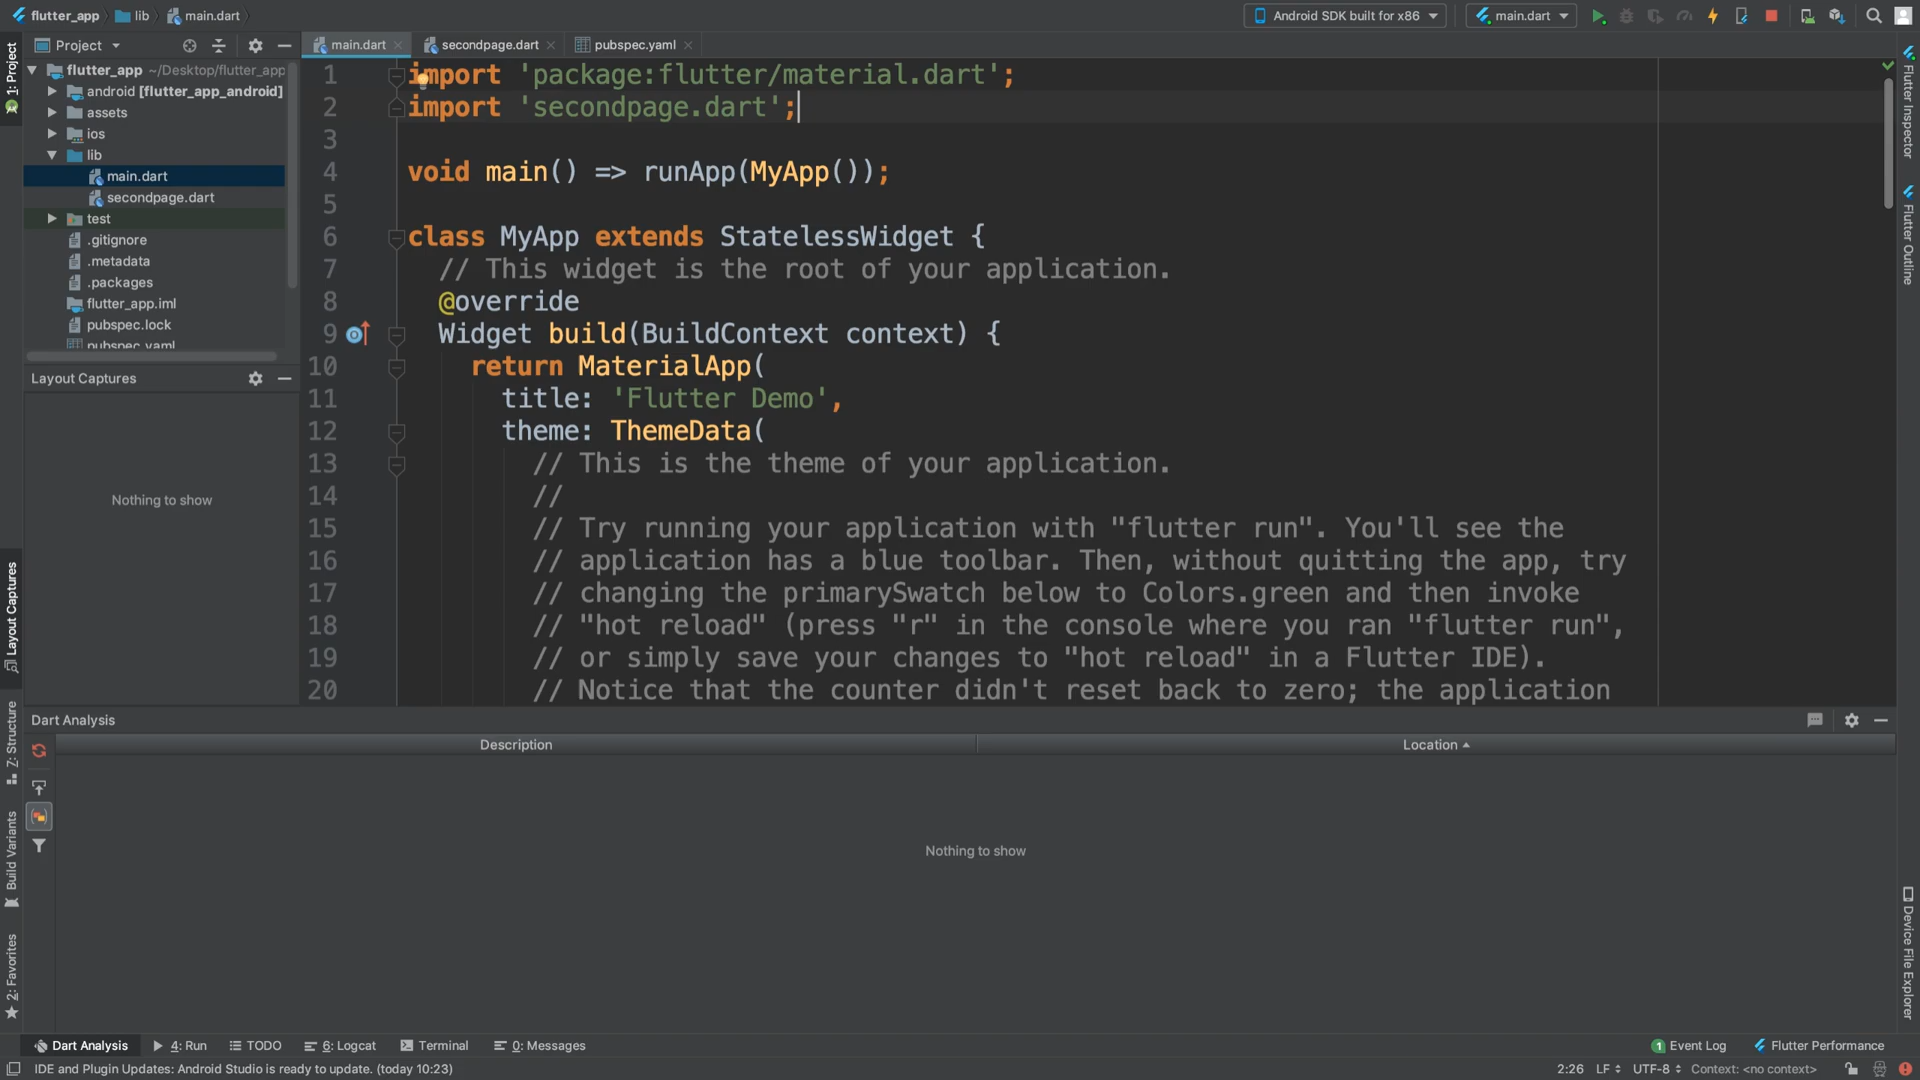 flutter_app lib main.dart
Android SDK built for x86 main.dart
1: Project
Project
main.dart secondpage.dart pubspec.yaml
flutter_app ~/Desktop/flutter_app
android [flutter_app_android]
assets
ios
lib
main.dart
secondpage.dart
test
.gitignore
.metadata
.packages
flutter_app.iml
pubspec.lock
pubspec.yaml
Layout Captures
Nothing to show
1 import 'package:flutter/material.dart';
2 import 'secondpage.dart';
3
4 void main() => runApp(MyApp());
5
6 class MyApp extends StatelessWidget {
7 // This widget is the root of your application.
8 @override
9 Widget build(BuildContext context) {
10 return MaterialApp(
11 title: 'Flutter Demo',
12 theme: ThemeData(
13 // This is the theme of your application.
14 //
15 // Try running your application with "flutter run". You'll see the
16 // application has a blue toolbar. Then, without quitting the app, try
17 // changing the primarySwatch below to Colors.green and then invoke
18 // "hot reload" (press "r" in the console where you ran "flutter run",
19 // or simply save your changes to "hot reload" in a Flutter IDE).
20 // Notice that the counter didn't reset back to zero; the application
Flutter Inspector
Flutter Outline
Layout Captures
Z: Structure
Build Variants
2: Favorites
Dart Analysis
Description Location
Nothing to show
Device File Explorer
Dart Analysis 4: Run TODO 6: Logcat Terminal 0: Messages 1 Event Log Flutter Performance
IDE and Plugin Updates: Android Studio is ready to update. (today 10:23) 2:26 LF UTF-8 Context: <no context>